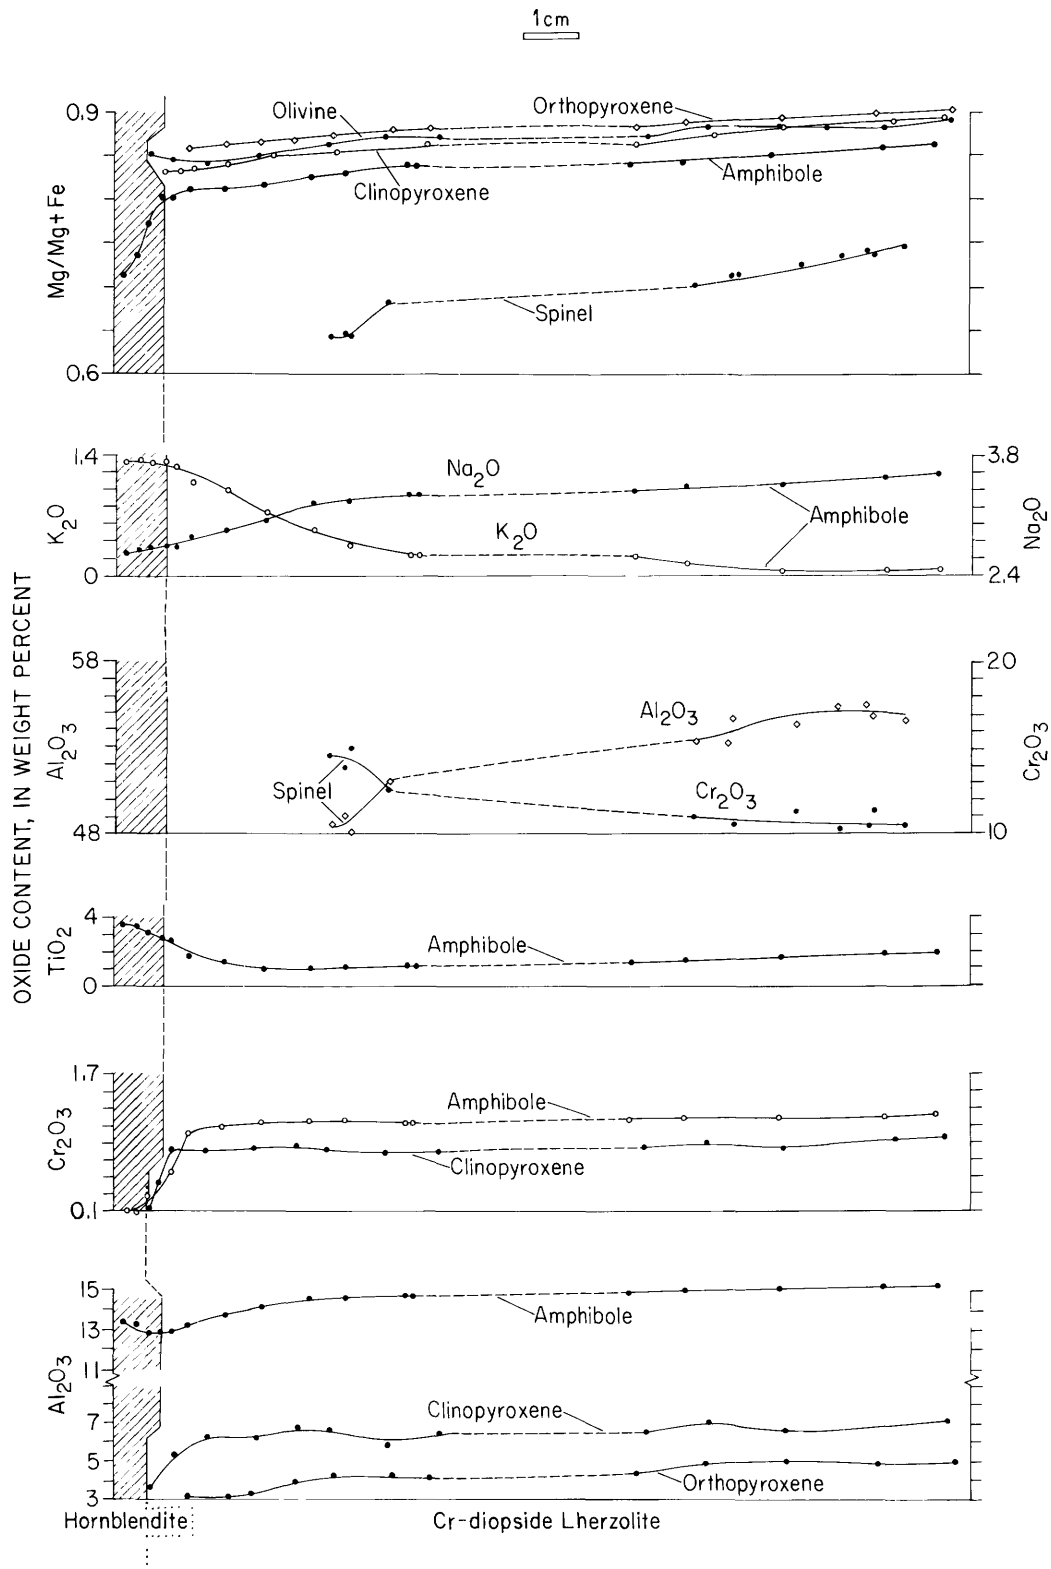 1cm
0.9
Olivine
Orthopyroxene
Clinopyroxene
Amphibole
Mg/Mg+Fe
Spinel
0.6
1.4
3.8
Na₂O
K₂O
Amphibole
K₂O
Na₂O
0
2.4
OXIDE CONTENT, IN WEIGHT PERCENT
58
20
Al₂O₃
Al₂O₃
Spinel
Cr₂O₃
Cr₂O₃
48
10
4
TiO₂
Amphibole
0
1.7
Amphibole
Cr₂O₃
Clinopyroxene
0.1
15
Amphibole
13
11
Al₂O₃
Clinopyroxene
7
5
Orthopyroxene
3
Hornblendite
Cr-diopside Lherzolite